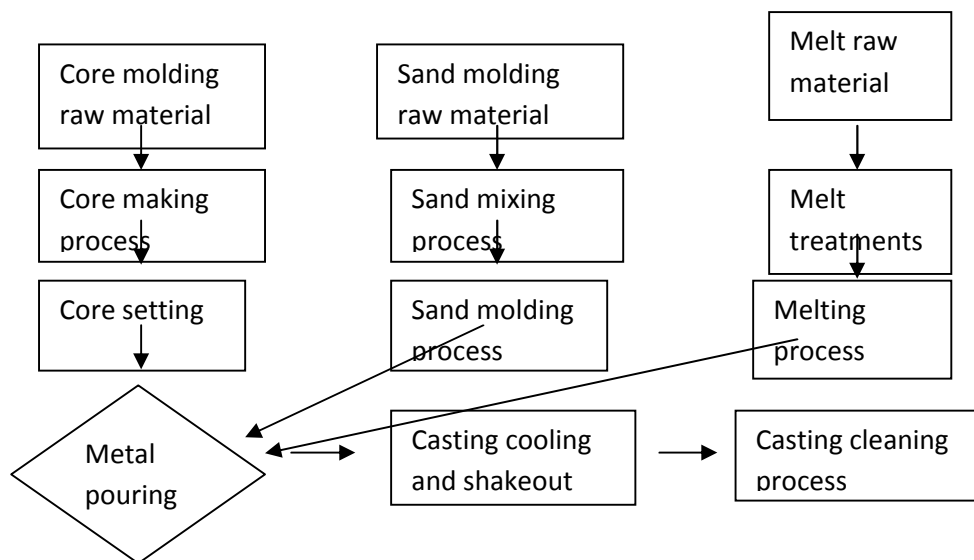 Core molding
raw material
Sand molding
raw material
Melt raw
material
Core making
process
Sand mixing
process
Melt
treatments
Core setting
Sand molding
process
Melting
process
Metal
pouring
Casting cooling
and shakeout
Casting cleaning
process